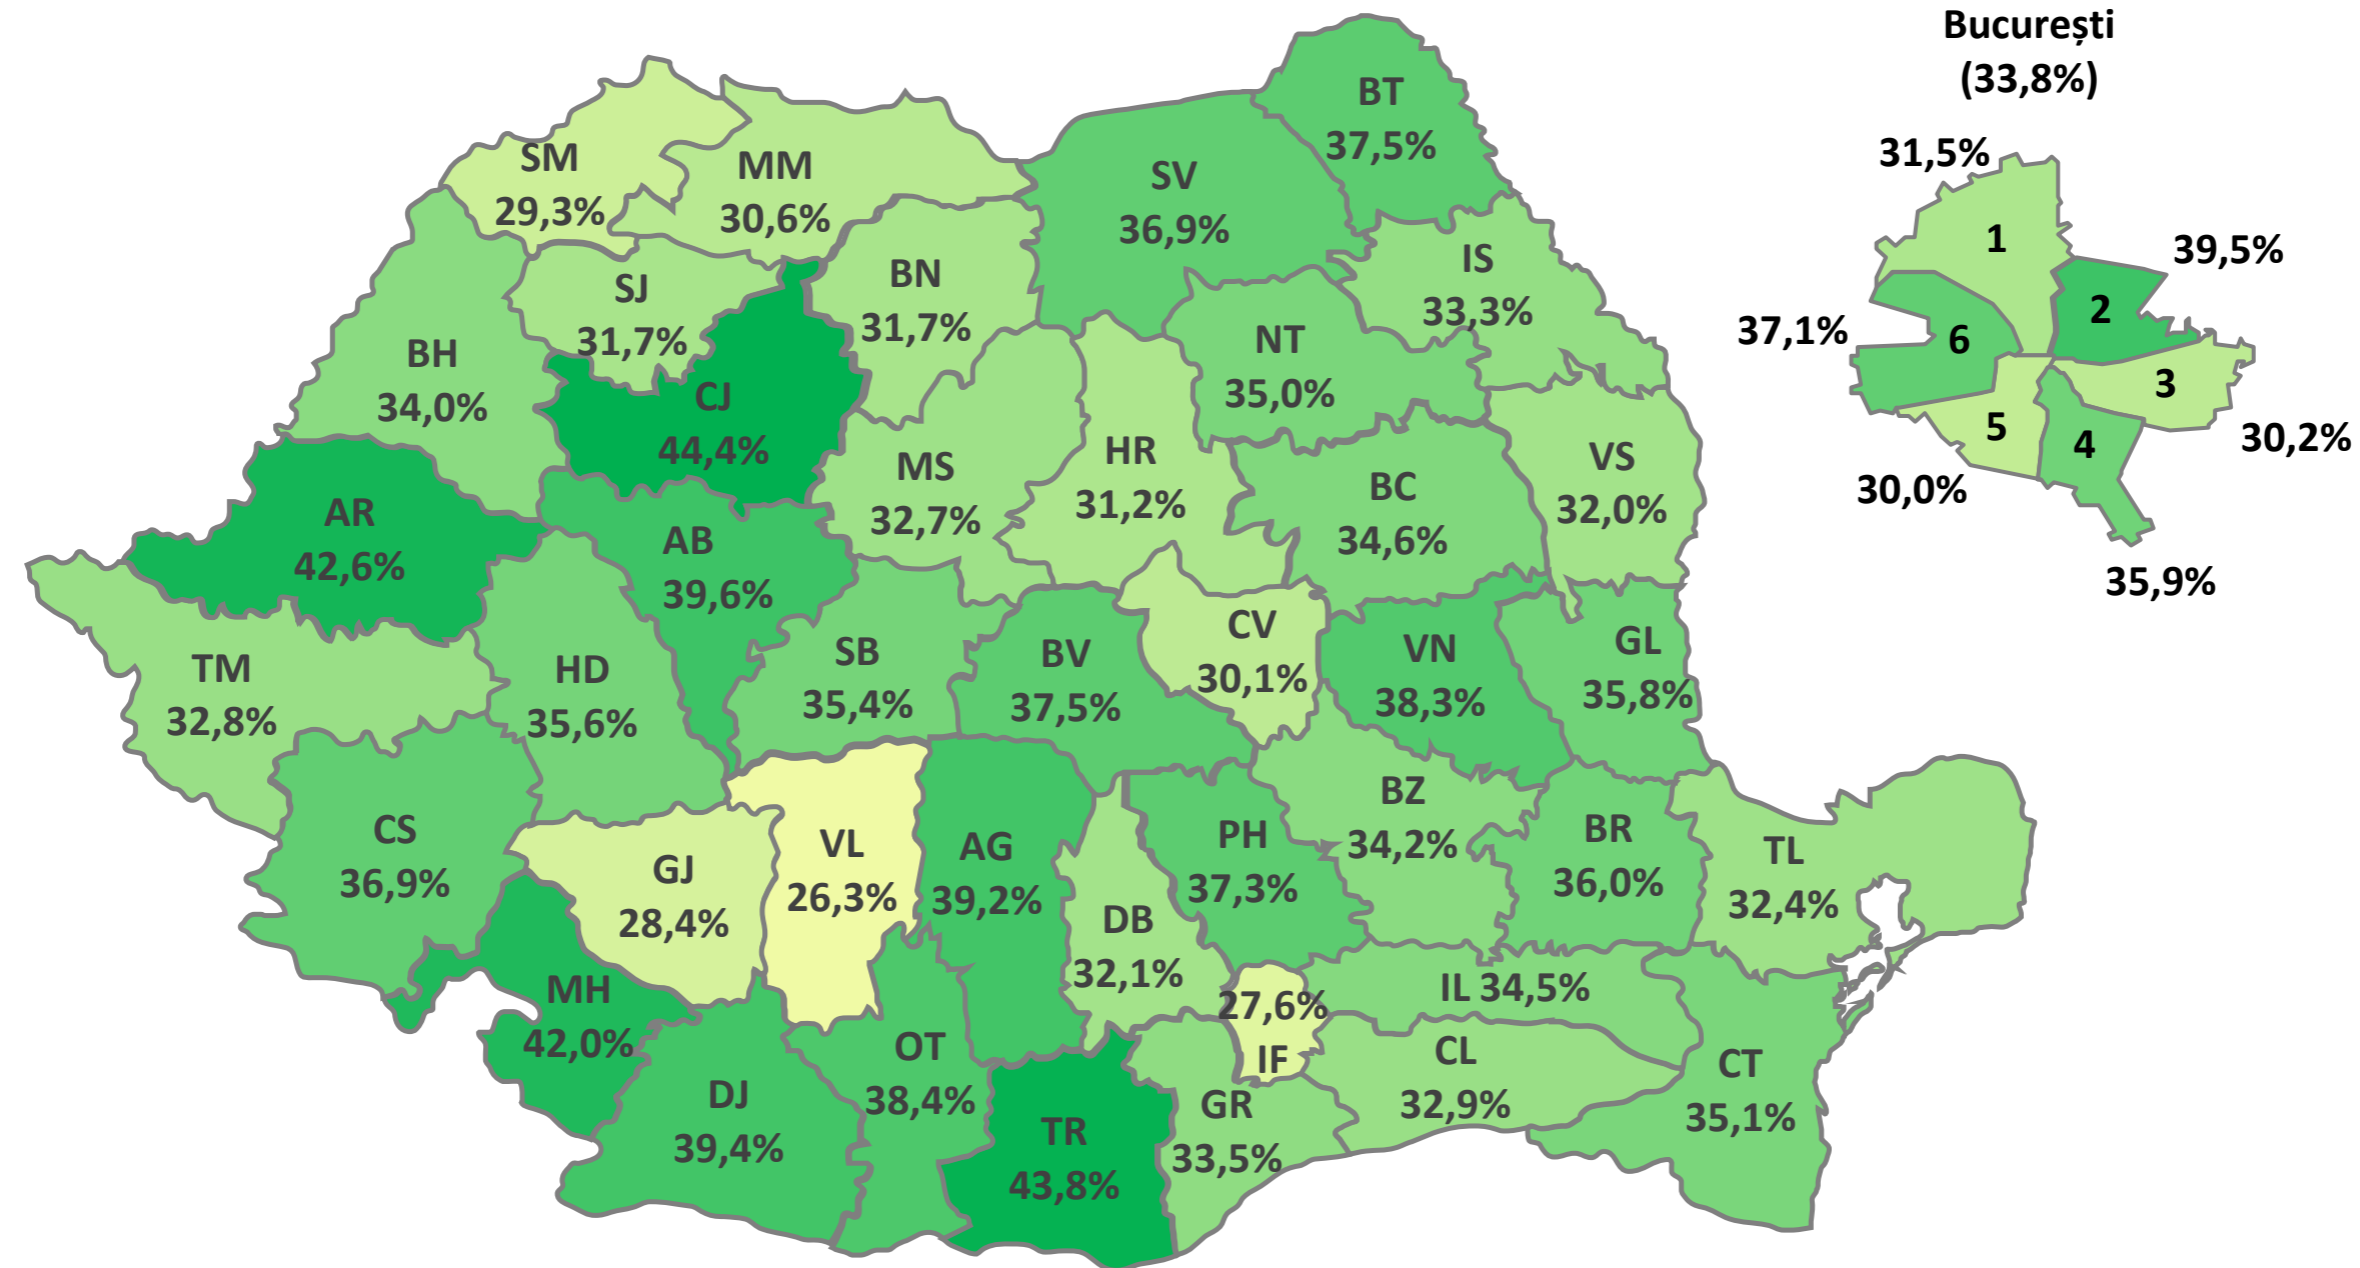 București
(33,8%)
31,5%
1
39,5%
2
37,1%
6
3
30,2%
5
4
30,0%
35,9%
BT
37,5%
SM
29,3%
MM
30,6%
SV
36,9%
IS
33,3%
BN
31,7%
SJ
31,7%
NT
35,0%
BH
34,0%
CJ
44,4%
MS
32,7%
HR
31,2%
BC
34,6%
VS
32,0%
AR
42,6%
AB
39,6%
CV
30,1%
VN
38,3%
GL
35,8%
TM
32,8%
HD
35,6%
SB
35,4%
BV
37,5%
BZ
34,2%
BR
36,0%
TL
32,4%
CS
36,9%
GJ
28,4%
VL
26,3%
AG
39,2%
PH
37,3%
DB
32,1%
IL 34,5%
27,6%
IF
MH
42,0%
OT
38,4%
CL
32,9%
CT
35,1%
DJ
39,4%
TR
43,8%
GR
33,5%